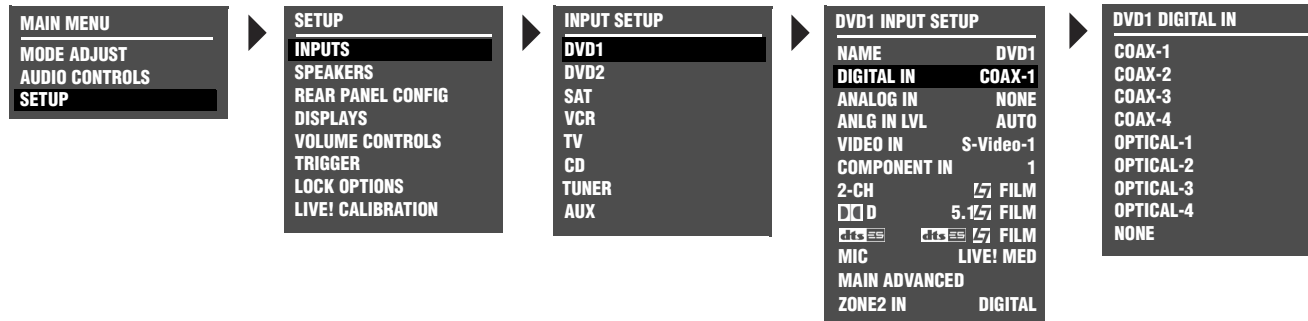 MAIN MENU
MODE ADJUST
AUDIO CONTROLS
SETUP
SETUP
INPUTS
SPEAKERS
REAR PANEL CONFIG
DISPLAYS
VOLUME CONTROLS
TRIGGER
LOCK OPTIONS
LIVE! CALIBRATION
INPUT SETUP
DVD1
DVD2
SAT
VCR
TV
CD
TUNER
AUX
DVD1 INPUT SETUP
NAME DVD1
DIGITAL IN COAX-1
ANALOG IN NONE
ANLG IN LVL AUTO
VIDEO IN S-Video-1
COMPONENT IN 1
2-CH L7 FILM
D 5.1 L7 FILM
dts ES dts ES L7 FILM
MIC LIVE! MED
MAIN ADVANCED
ZONE2 IN DIGITAL
DVD1 DIGITAL IN
COAX-1
COAX-2
COAX-3
COAX-4
OPTICAL-1
OPTICAL-2
OPTICAL-3
OPTICAL-4
NONE